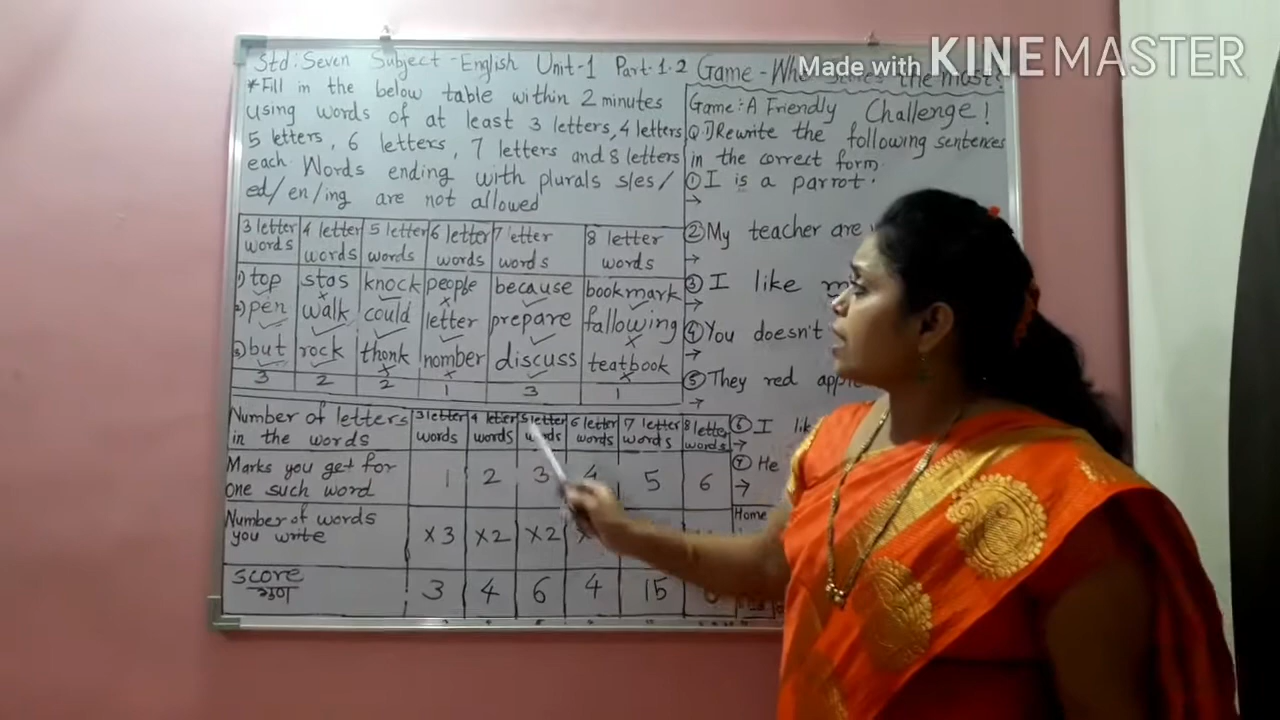 Made with KINEMASTER
Std : Seven Subject - English Unit-1 Part-1.2 Game - Who the most?
*Fill in the below table within 2 minutes
using words of at least 3 letters, 4 letters
5 letters, 6 letters, 7 letters and 8 letters
each. Words ending with plurals s/es/
ed/en/ing are not allowed
3 letter words 4 letter words 5 letter words 6 letter words 7 etter words 8 letter words
1) top stos knock people because bookmark
2) pen walk could letter prepare fallowing
3) but rock thonk nomber discuss teatbook
3 2 2 1 3 1
Number of letters in the words 3 letter words 4 letter words 5 letter words 6 letter words 7 letter words 8 letter words
Marks you get for one such word 1 2 3 4 5 6
Number of words you write ×3 ×2 ×2
score 3 4 6 4 15
Game : A Friendly Challenge!
Q.1) Rewrite the following sentences
in the correct form.
① I is a parrot.
→
② My teacher are
→
③ I like
→
④ You doesn't
→
⑤ They red
→
⑥ I
→
⑦ He
→
Home